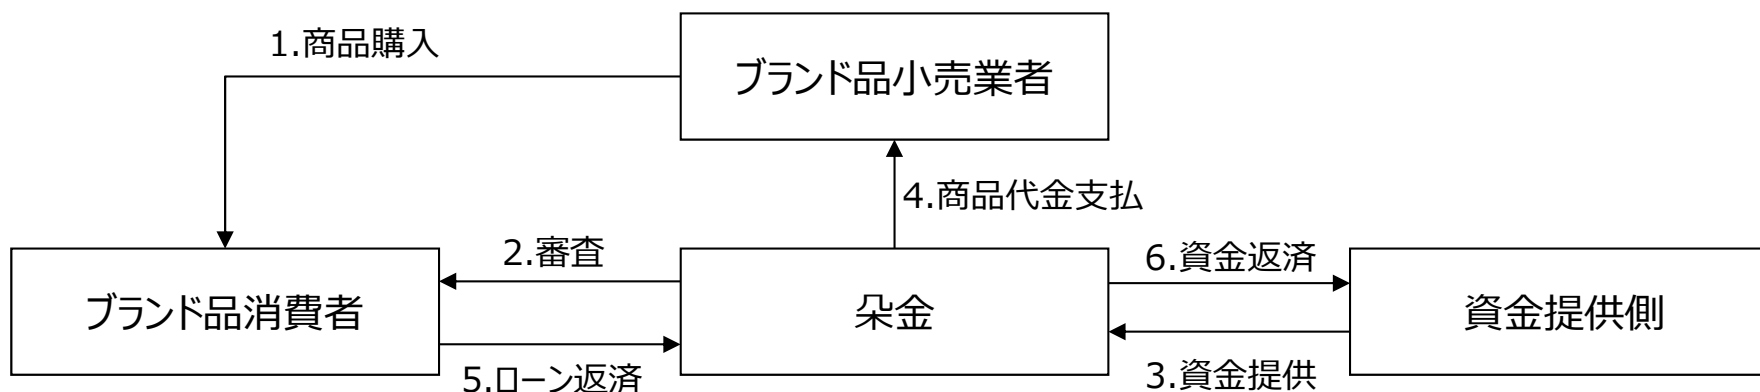 1.商品購入
ブランド品小売業者
4.商品代金支払
2.審査
6.資金返済
ブランド品消費者
朵金
資金提供側
5.ローン返済
3.資金提供